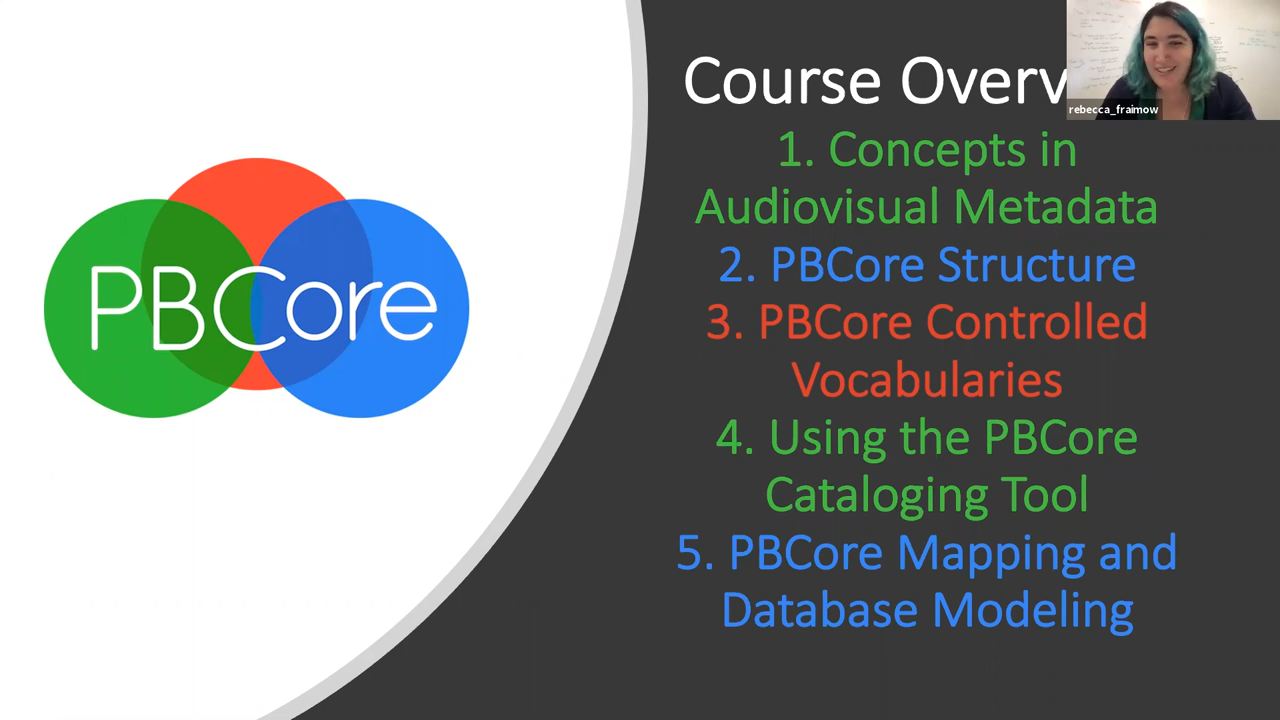 Course Overv
rebecca_fraimow
1. Concepts in
Audiovisual Metadata
2. PBCore Structure
3. PBCore Controlled
Vocabularies
4. Using the PBCore
Cataloging Tool
5. PBCore Mapping and
Database Modeling
PBCore